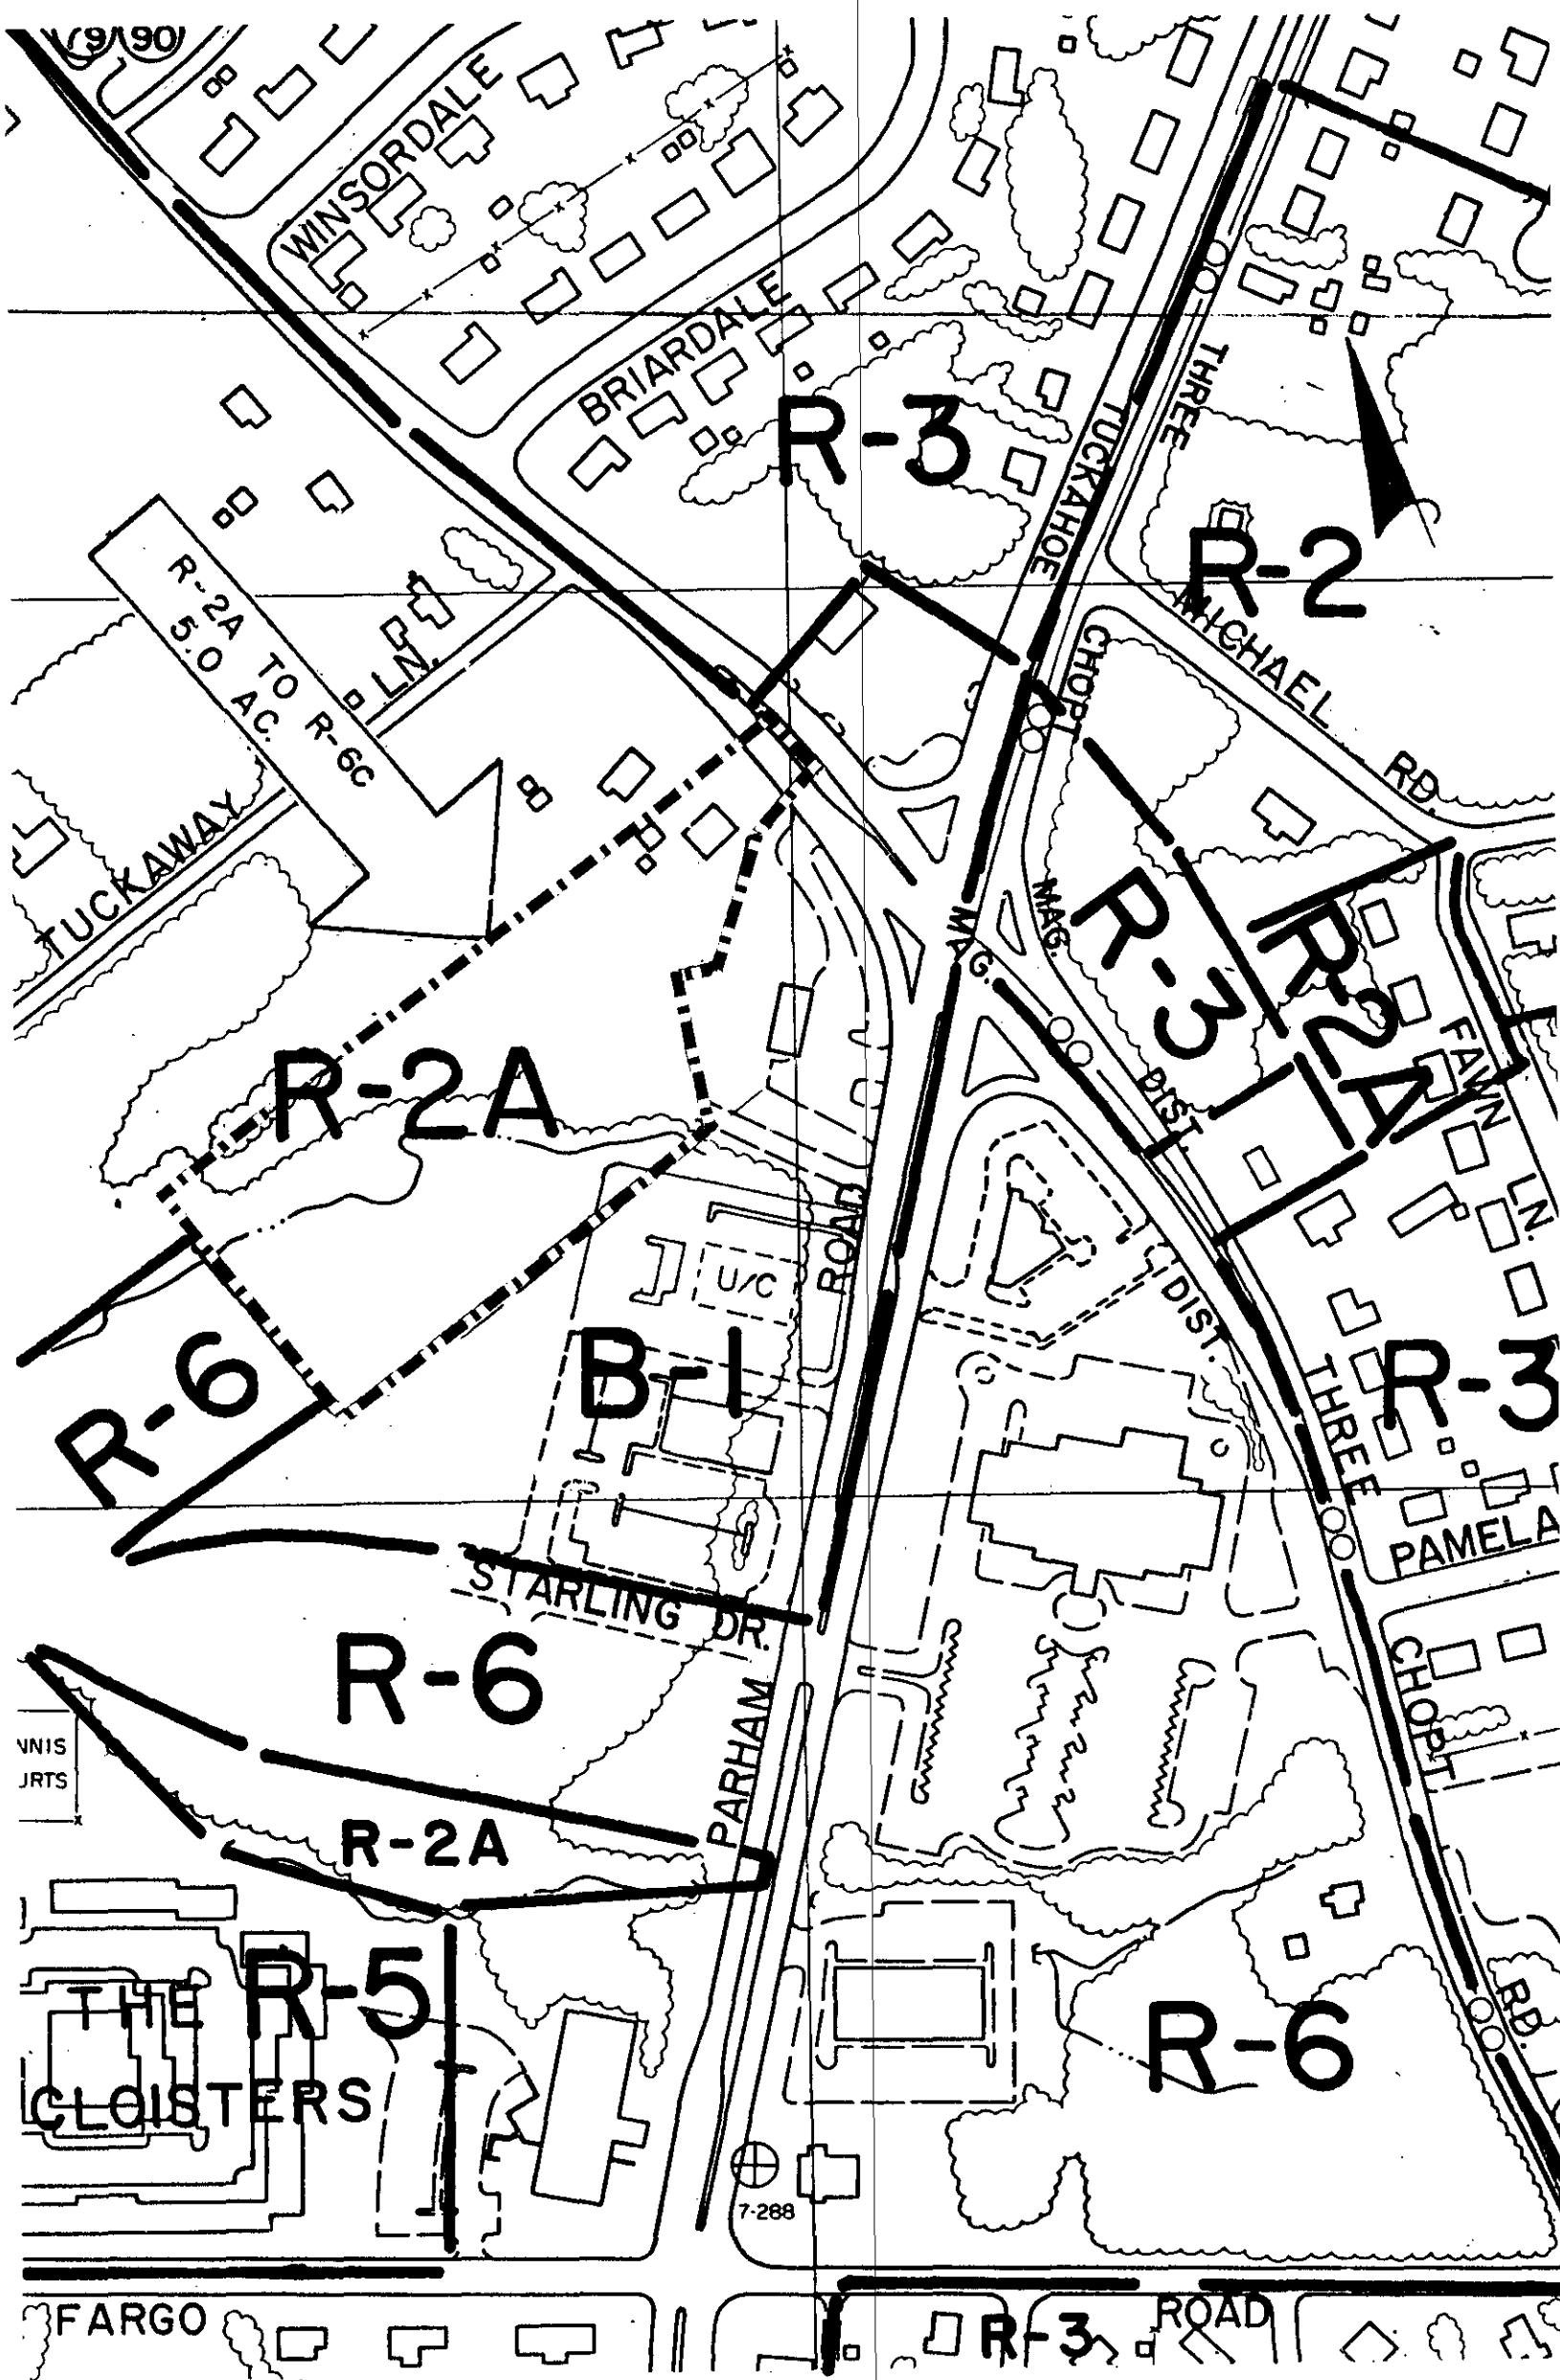 (9/90)
WINSORDALE
BRIARDALE
R-3
THREE
TUCKAHOE
R-2
R-2A TO R-6C
5.0 AC.
LN.
CHOPT
MICHAEL
RD.
TUCKAWAY
MAG.
MAG.
R-3
R-2A
FAWN
LN.
R-2A
DIST.
ROAD
U/C
DIST.
B-1
R-6
THREE
R-3
PAMELA
STARLING DR.
R-6
CHOPT
PARHAM
NNIS
URTS
R-2A
R-5
THE
CLOISTERS
R-6
RD.
7-288
FARGO
ROAD
R-3